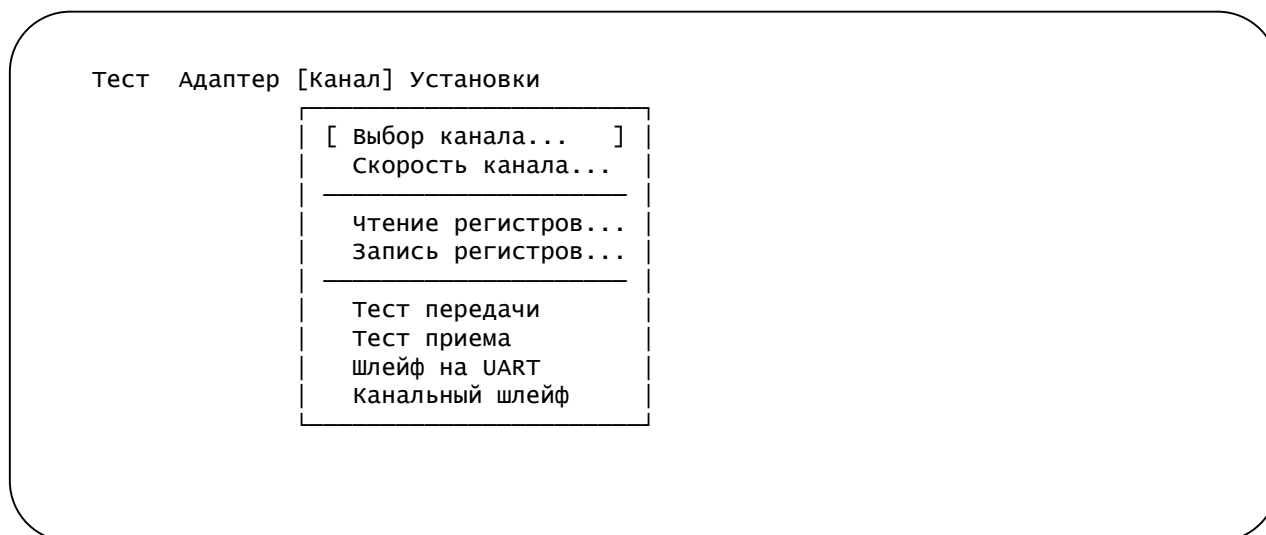 Тест Адаптер [Канал] Установки
[ Выбор канала... ]
Скорость канала...
Чтение регистров...
Запись регистров...
Тест передачи
Тест приема
Шлейф на UART
Канальный шлейф